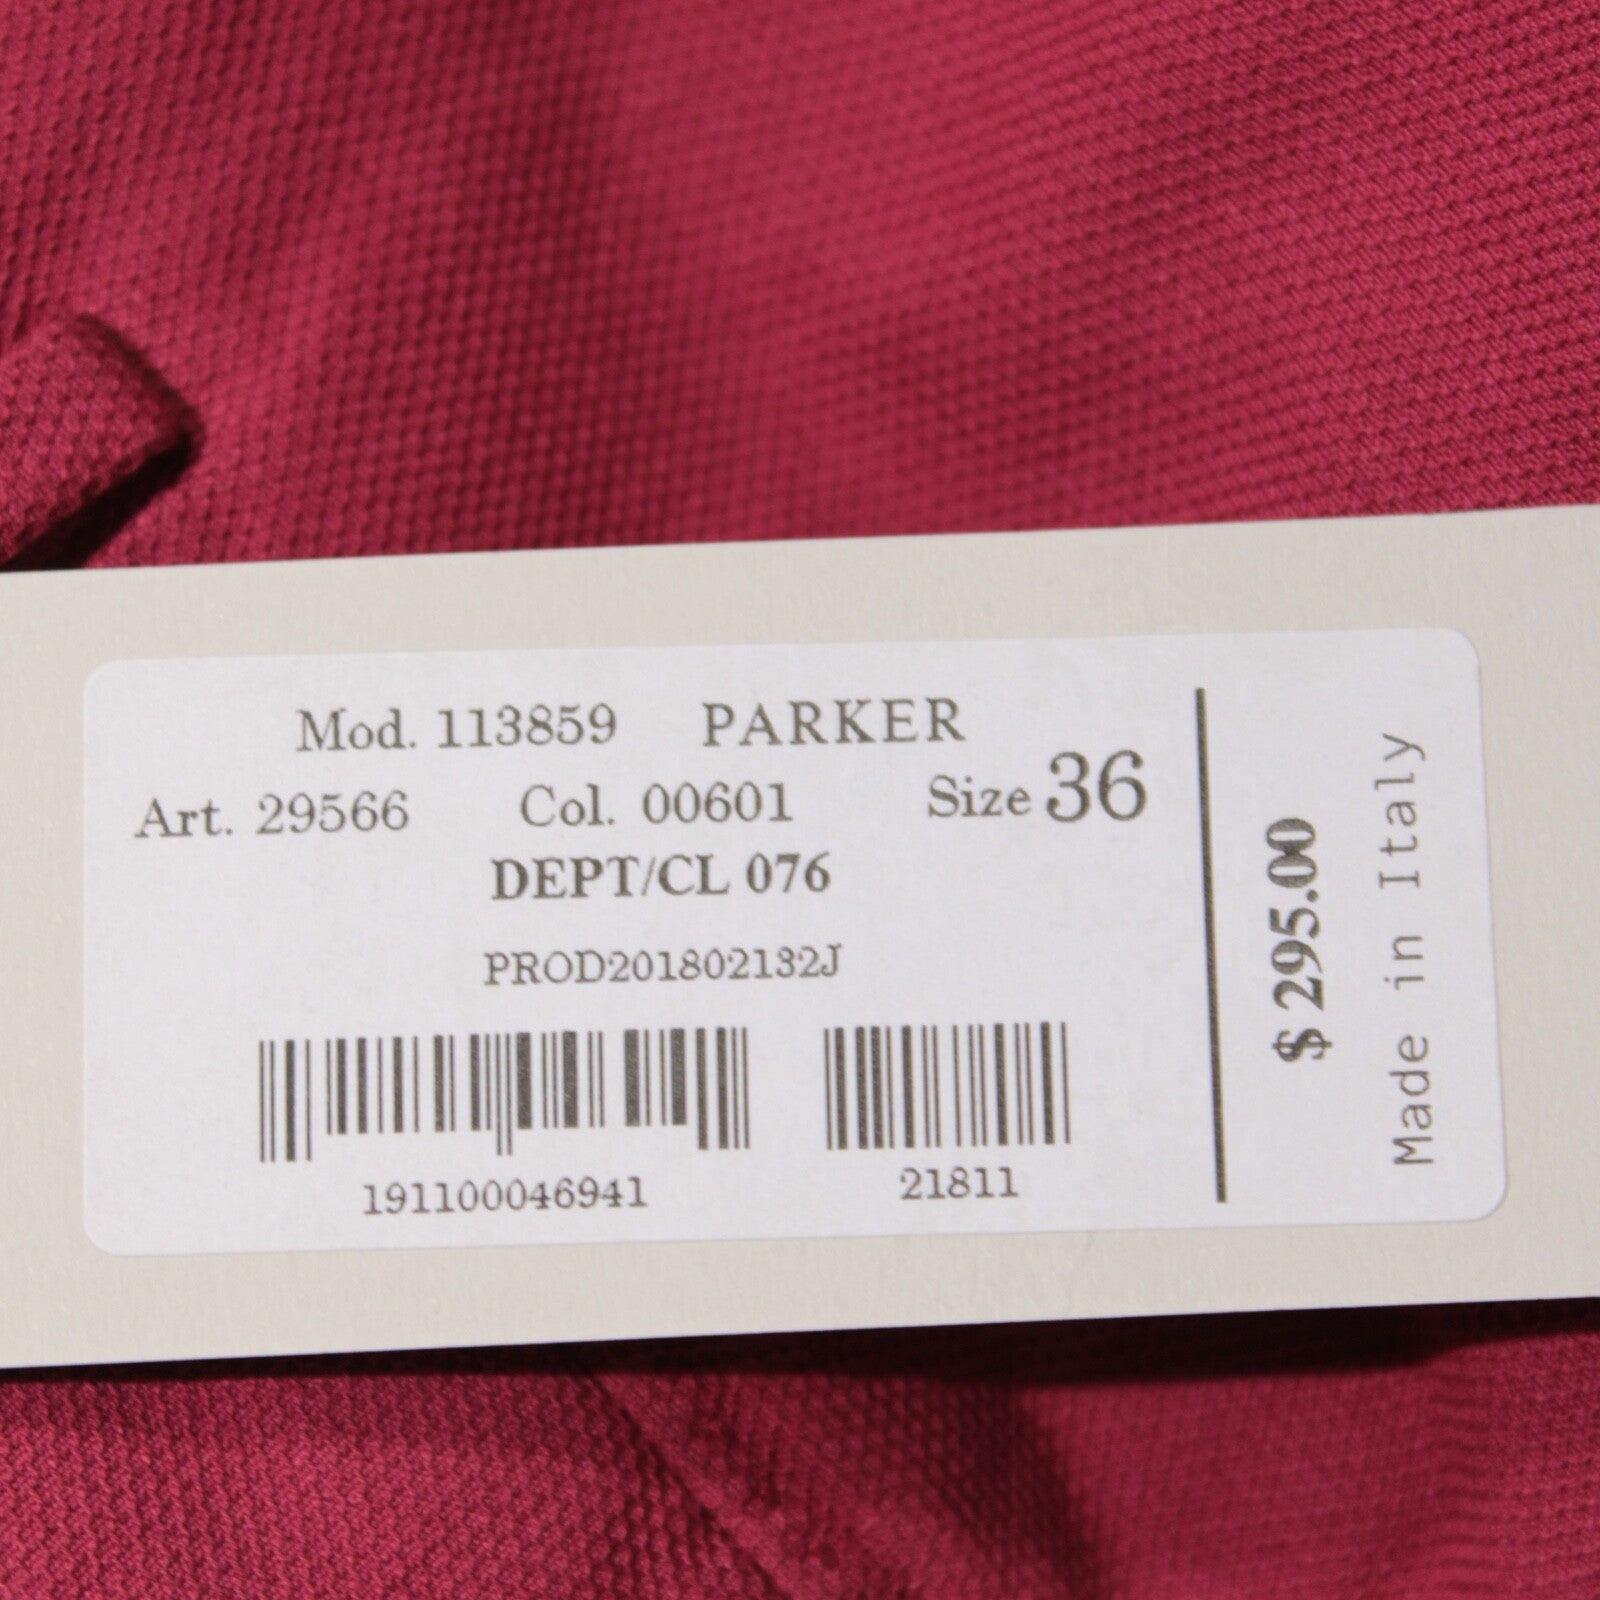 Mod. 113859 PARKER
Art. 29566 Col. 00601 Size 36
DEPT/CL 076
PROD201802132J
191100046941
21811
$ 295.00
Made in Italy